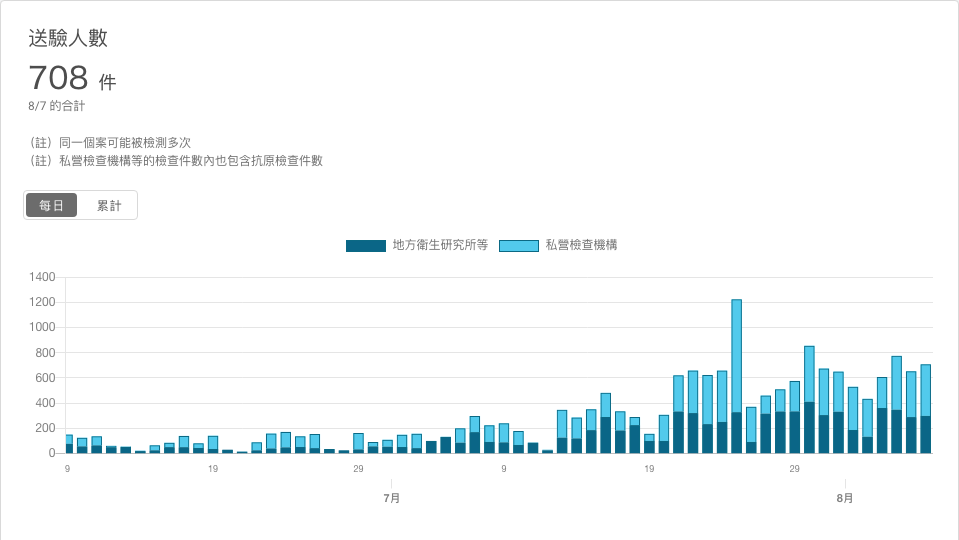 送驗人數
708 件
8/7 的合計
（註）同一個案可能被檢測多次
（註）私營檢查機構等的檢查件數內也包含抗原檢查件數
每日 累計
地方衛生研究所等 私營檢查機構
1400
1200
1000
800
600
400
200
0
9 19 29 9 19 29
7月 8月